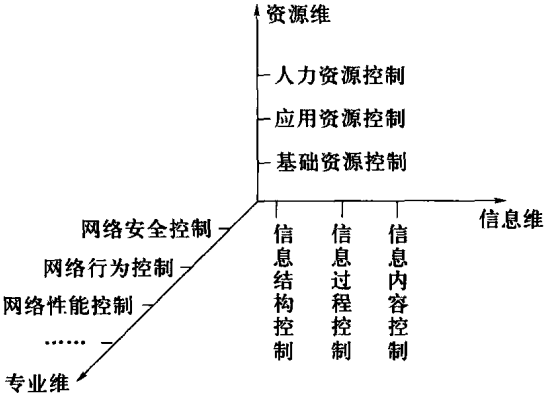 资源维
人力资源控制
应用资源控制
基础资源控制
信息维
网络安全控制
网络行为控制
网络性能控制
……
专业维
信息结构控制
信息过程控制
信息内容控制